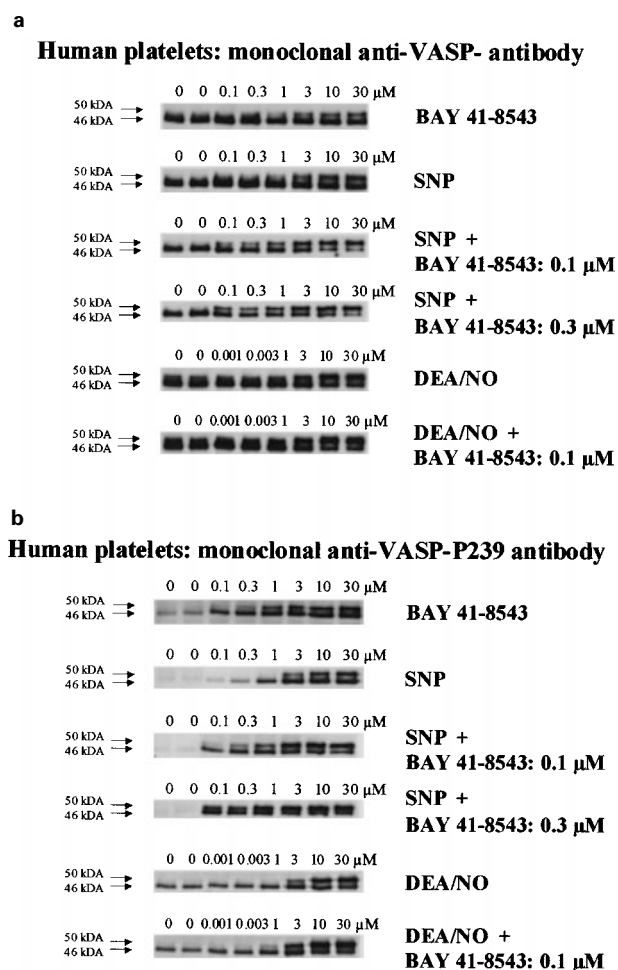 a
Human platelets: monoclonal anti-VASP- antibody
0 0 0.1 0.3 1 3 10 30 μM
50 kDA
46 kDA
BAY 41-8543
0 0 0.1 0.3 1 3 10 30 μM
50 kDA
46 kDA
SNP
0 0 0.1 0.3 1 3 10 30 μM
50 kDA
46 kDA
SNP +
BAY 41-8543: 0.1 μM
0 0 0.1 0.3 1 3 10 30 μM
50 kDA
46 kDA
SNP +
BAY 41-8543: 0.3 μM
0 0 0.001 0.003 1 3 10 30 μM
50 kDA
46 kDA
DEA/NO
0 0 0.001 0.003 1 3 10 30 μM
50 kDA
46 kDA
DEA/NO +
BAY 41-8543: 0.1 μM
b
Human platelets: monoclonal anti-VASP-P239 antibody
0 0 0.1 0.3 1 3 10 30 μM
50 kDA
46 kDA
BAY 41-8543
0 0 0.1 0.3 1 3 10 30 μM
50 kDA
46 kDA
SNP
0 0 0.1 0.3 1 3 10 30 μM
50 kDA
46 kDA
SNP +
BAY 41-8543: 0.1 μM
0 0 0.1 0.3 1 3 10 30 μM
50 kDA
46 kDA
SNP +
BAY 41-8543: 0.3 μM
0 0 0.001 0.003 1 3 10 30 μM
50 kDA
46 kDA
DEA/NO
0 0 0.001 0.003 1 3 10 30 μM
50 kDA
46 kDA
DEA/NO +
BAY 41-8543: 0.1 μM